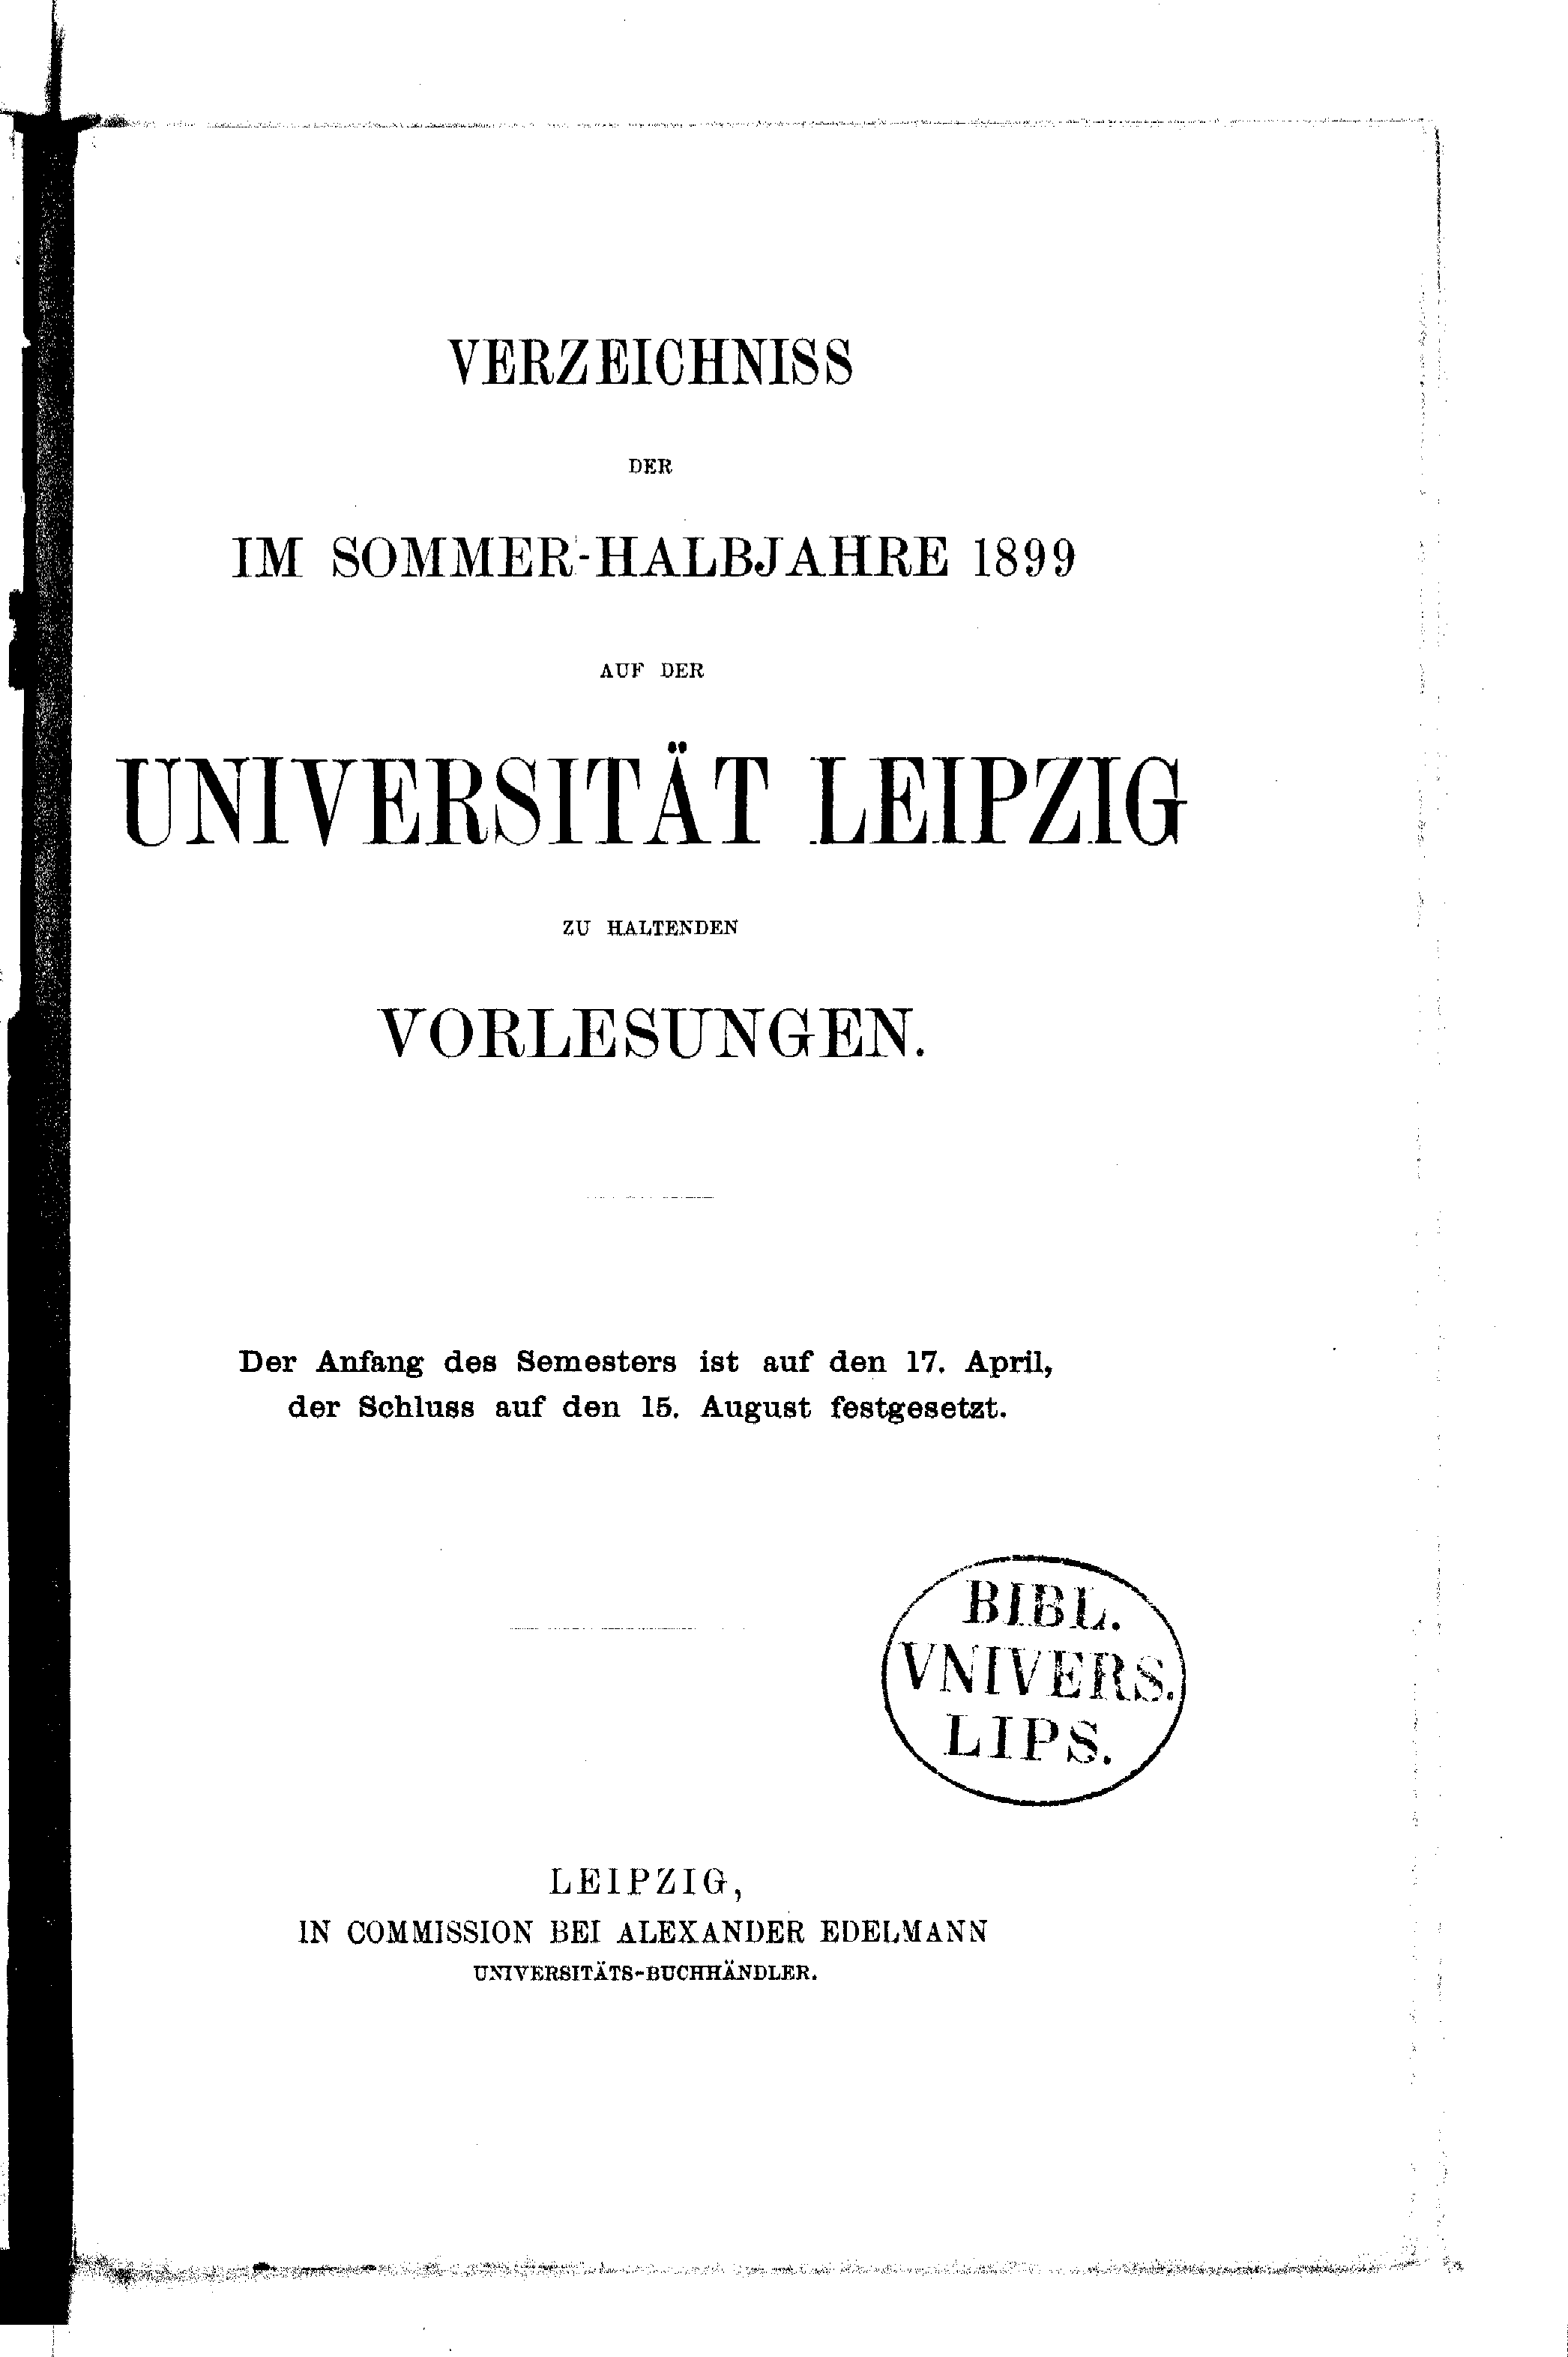 VERZEICHNISS
DER
IM SOMMER-HALBJAHRE 1899
AUF DER
UNIVERSITÄT LEIPZIG
ZU HALTENDEN
VORLESUNGEN.
Der Anfang des Semesters ist auf den 17. April,
der Schluss auf den 15. August festgesetzt.
BIBL.
VNIVERS.
LIPS.
LEIPZIG,
IN COMMISSION BEI ALEXANDER EDELMANN
UNIVERSITÄTS-BUCHHÄNDLER.